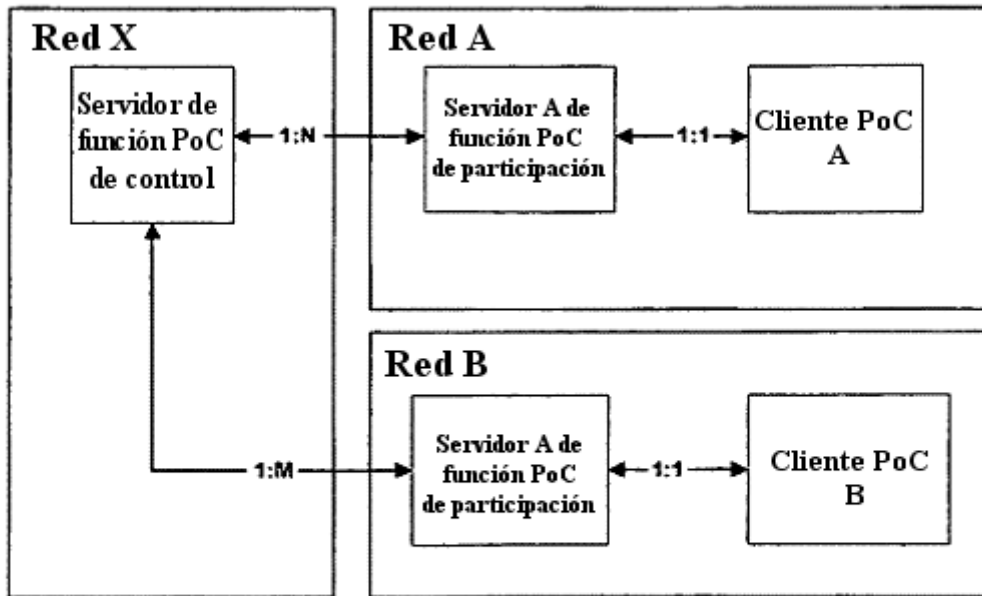 Red X
Servidor de
función PoC
de control
1:N
Red A
Servidor A de
función PoC
de participación
1:1
Cliente PoC
A
Red B
1:M
Servidor A de
función PoC
de participación
1:1
Cliente PoC
B